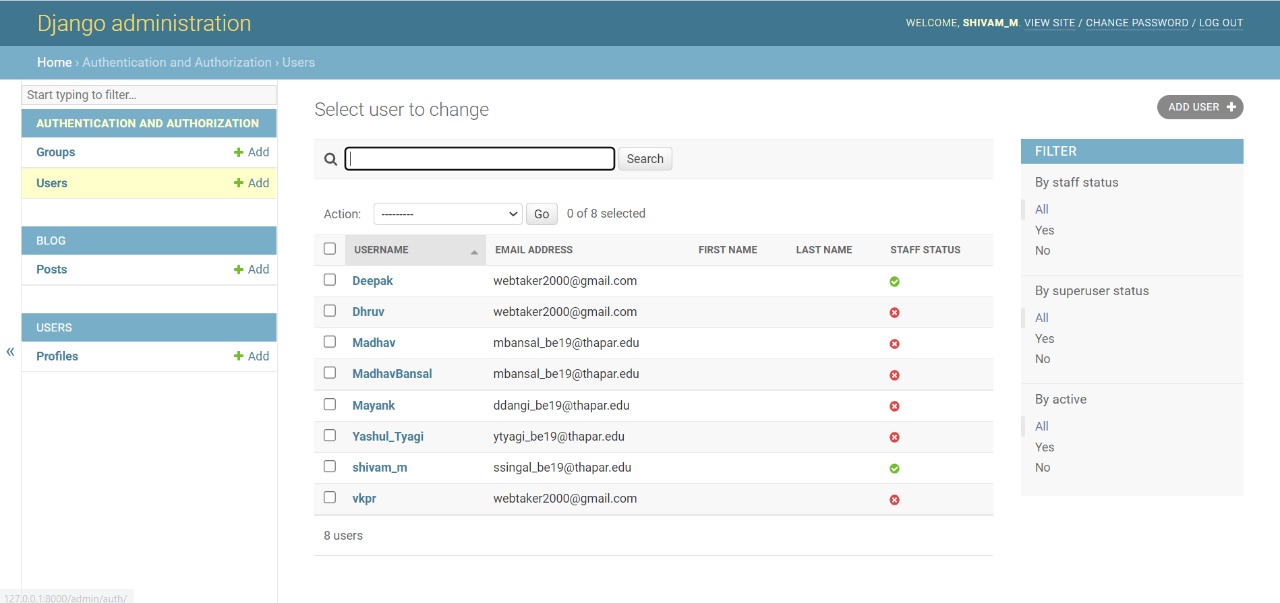 Django administration
WELCOME, SHIVAM_M. VIEW SITE / CHANGE PASSWORD / LOG OUT
Home › Authentication and Authorization › Users
Start typing to filter...
AUTHENTICATION AND AUTHORIZATION
Groups + Add
Users + Add
BLOG
Posts + Add
USERS
Profiles + Add
«
Select user to change
ADD USER +
Search
Action: --------- Go 0 of 8 selected
USERNAME EMAIL ADDRESS FIRST NAME LAST NAME STAFF STATUS
Deepak webtaker2000@gmail.com
Dhruv webtaker2000@gmail.com
Madhav mbansal_be19@thapar.edu
MadhavBansal mbansal_be19@thapar.edu
Mayank ddangi_be19@thapar.edu
Yashul_Tyagi ytyagi_be19@thapar.edu
shivam_m ssingal_be19@thapar.edu
vkpr webtaker2000@gmail.com
8 users
FILTER
By staff status
All
Yes
No
By superuser status
All
Yes
No
By active
All
Yes
No
127.0.0.1:8000/admin/auth/